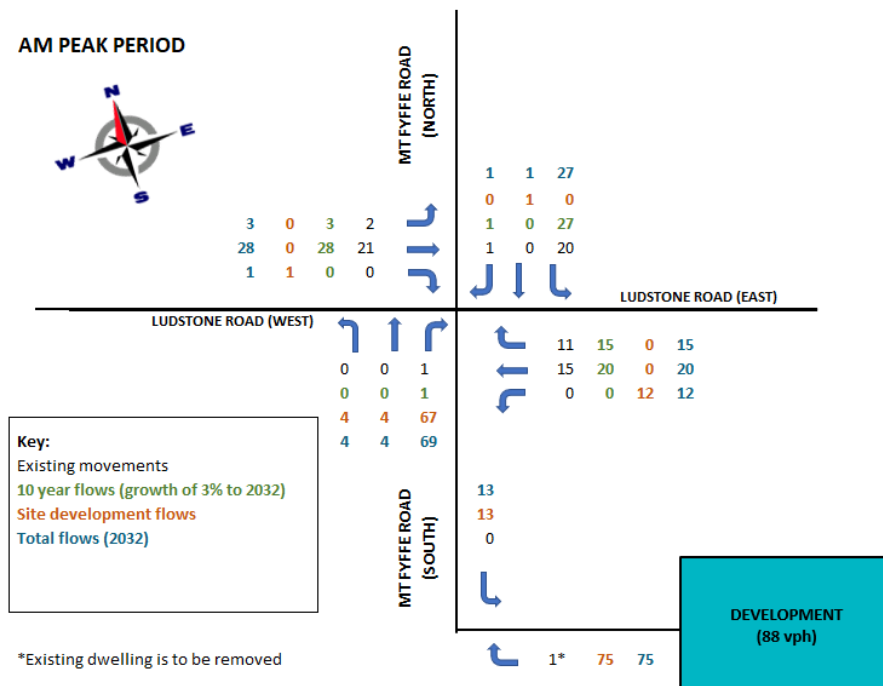 AM PEAK PERIOD
N
E
W
S
MT FYFFE ROAD
(NORTH)
1 1 27
0 1 0
1 0 27
1 0 20
3 0 3 2
28 0 28 21
1 1 0 0
LUDSTONE ROAD (EAST)
LUDSTONE ROAD (WEST)
11 15 0 15
15 20 0 20
0 0 12 12
0 0 1
0 0 1
4 4 67
4 4 69
Key:
Existing movements
10 year flows (growth of 3% to 2032)
Site development flows
Total flows (2032)
MT FYFFE ROAD
(SOUTH)
13
13
0
DEVELOPMENT
(88 vph)
1* 75 75
*Existing dwelling is to be removed